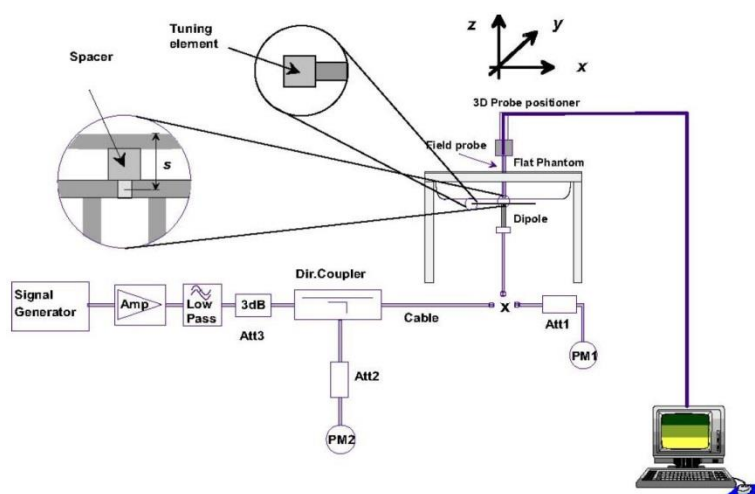 Tuning
element
z
y
x
Spacer
3D Probe positioner
Field probe
Flat Phantom
s
Dipole
Dir.Coupler
Signal
Generator
Amp
Low
Pass
3dB
Att3
Cable
x
Att1
PM1
Att2
PM2